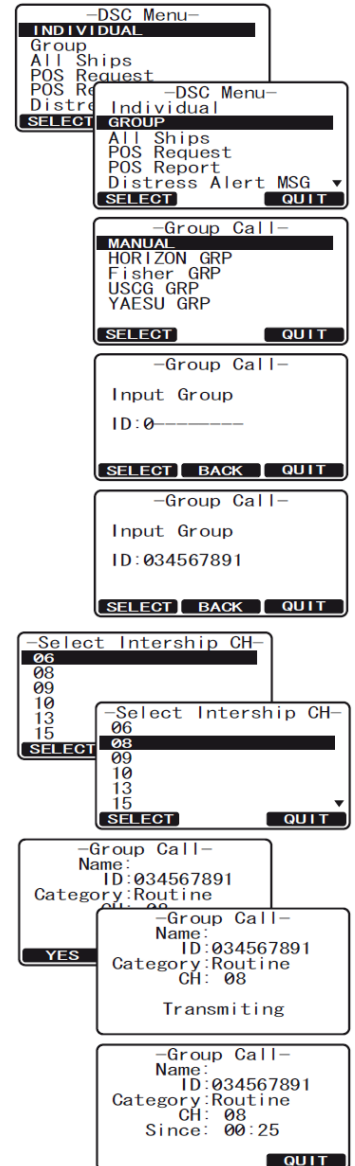 -DSC Menu-
INDIVIDUAL
Group
All Ships
POS Request
POS Re
Distre
SELECT
-DSC Menu-
Individual
GROUP
All Ships
POS Request
POS Report
Distress Alert MSG ▼
SELECT QUIT
-Group Call-
MANUAL
HORIZON GRP
Fisher GRP
USCG GRP
YAESU GRP
SELECT QUIT
-Group Call-
Input Group
ID:0--------
SELECT BACK QUIT
-Group Call-
Input Group
ID:034567891
SELECT BACK QUIT
-Select Intership CH-
06
08
09
10
13
15
SELECT
-Select Intership CH-
06
08
09
10
13
15 ▼
SELECT QUIT
-Group Call-
Name:
ID:034567891
Category:Routine
CH: 08
YES
-Group Call-
Name:
ID:034567891
Category:Routine
CH: 08
Transmiting
-Group Call-
Name:
ID:034567891
Category:Routine
CH: 08
Since: 00:25
QUIT